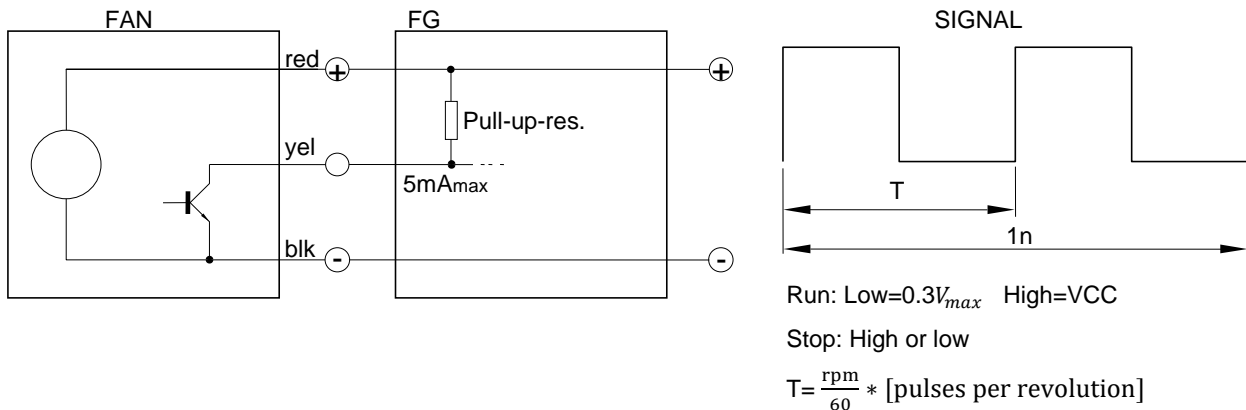 FAN FG SIGNAL
red + +
Pull-up-res.
yel
5mAmax
T
1n
blk - -
Run: Low=0.3Vmax High=VCC
Stop: High or low
T= rpm/60 * [pulses per revolution]